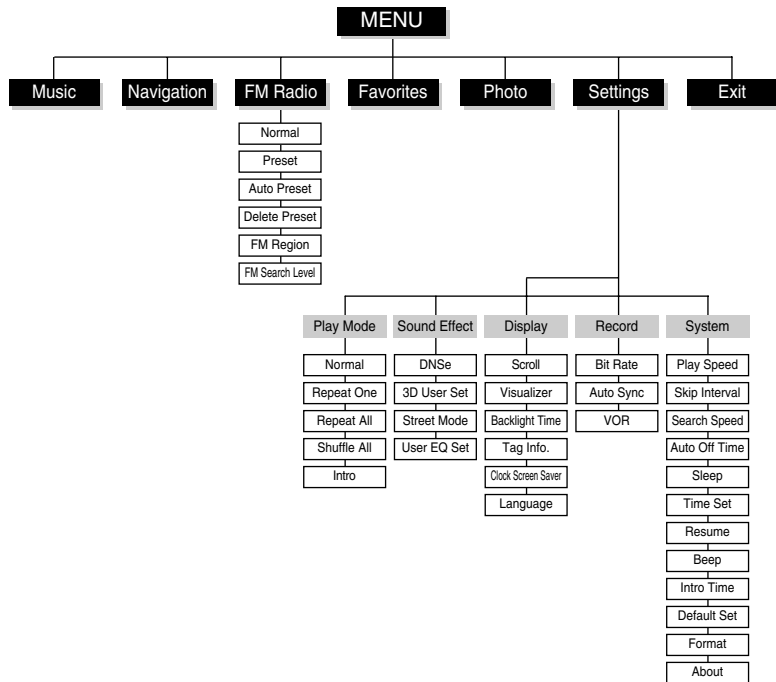 MENU
Music
Navigation
FM Radio
Favorites
Photo
Settings
Exit
Normal
Preset
Auto Preset
Delete Preset
FM Region
FM Search Level
Play Mode
Normal
Repeat One
Repeat All
Shuffle All
Intro
Sound Effect
DNSe
3D User Set
Street Mode
User EQ Set
Display
Scroll
Visualizer
Backlight Time
Tag Info.
Clock Screen Saver
Language
Record
Bit Rate
Auto Sync
VOR
System
Play Speed
Skip Interval
Search Speed
Auto Off Time
Sleep
Time Set
Resume
Beep
Intro Time
Default Set
Format
About